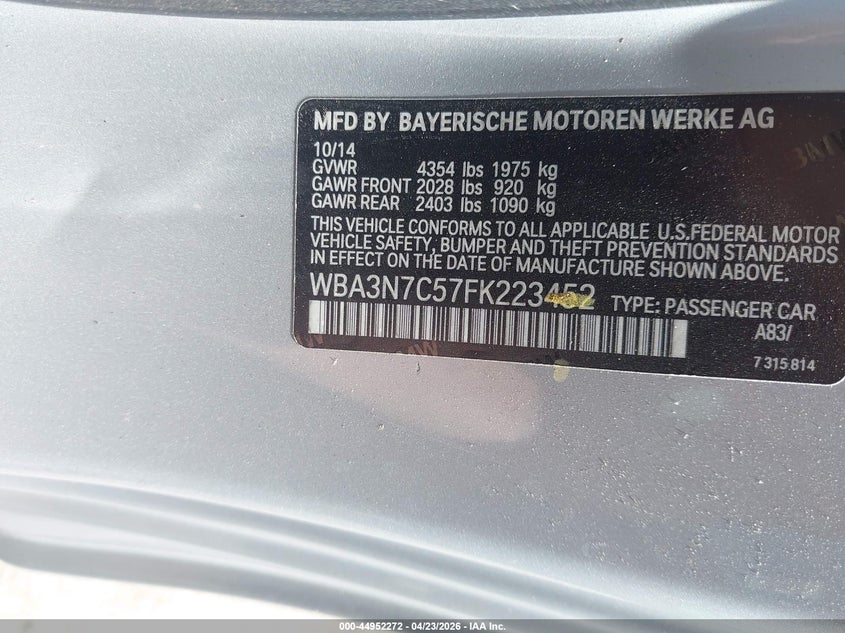 MFD BY BAYERISCHE MOTOREN WERKE AG
10/14
GVWR 4354 lbs 1975 kg
GAWR FRONT 2028 lbs 920 kg
GAWR REAR 2403 lbs 1090 kg
THIS VEHICLE CONFORMS TO ALL APPLICABLE U.S.FEDERAL MOTOR
VEHICLE SAFETY, BUMPER AND THEFT PREVENTION STANDARDS
IN EFFECT ON THE DATE OF MANUFACTURE SHOWN ABOVE.
WBA3N7C57FK223452 TYPE: PASSENGER CAR
A83/
7 315 814
BMW
BMW
000-44952272 - 04/23/2026 - IAA Inc.